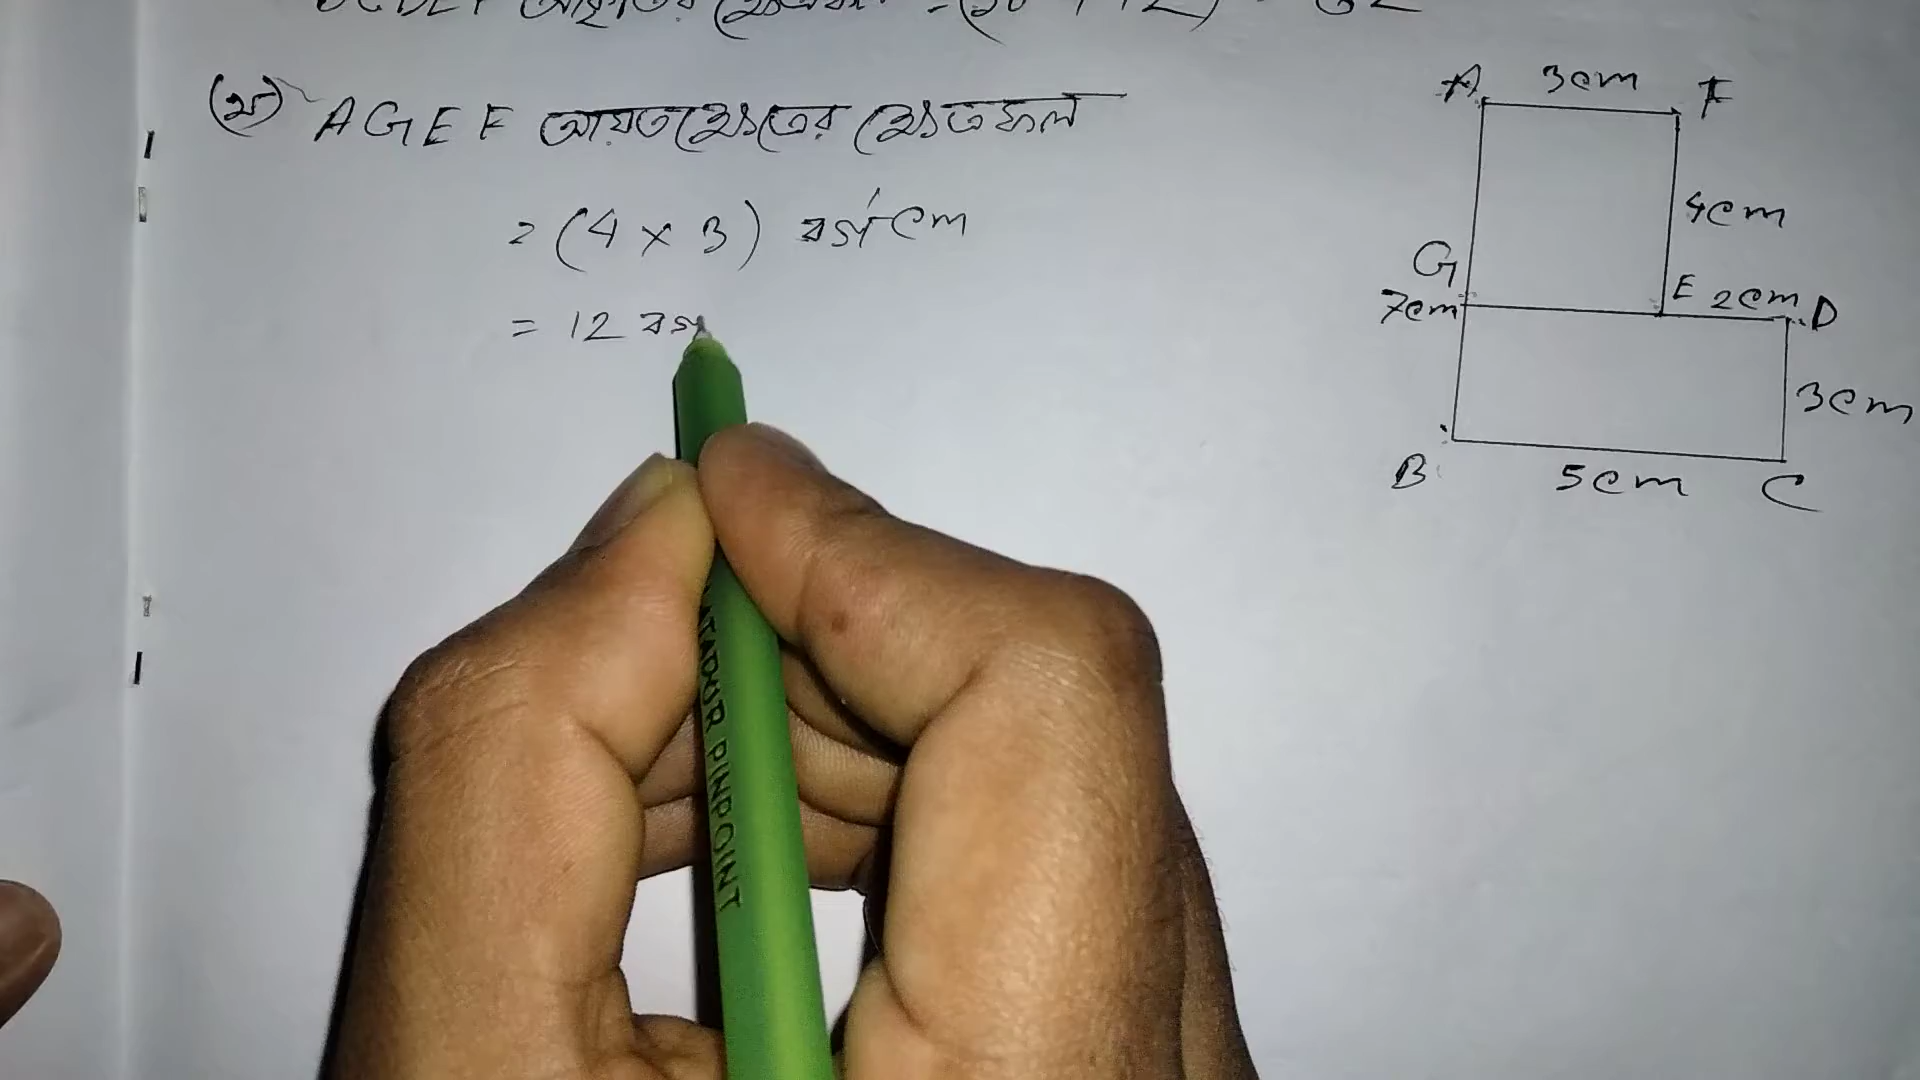 (খ) AGEF আয়তক্ষেত্রের ক্ষেত্রফল
= (4 × 3) বর্গ cm
= 12 বর্গ
A 3cm F
4cm
G
7cm
E 2cm D
3cm
B 5cm C
MATADOR PINPOINT